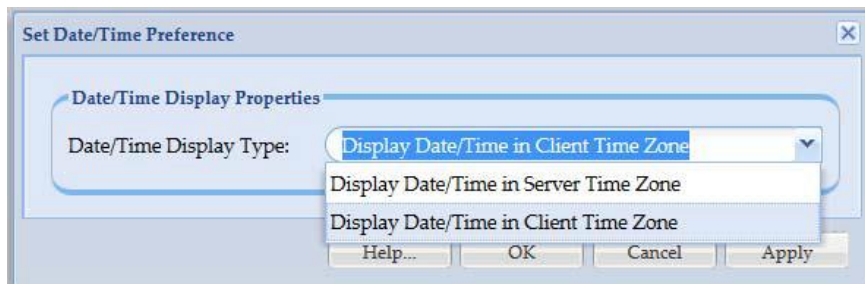 Set Date/Time Preference
Date/Time Display Properties
Date/Time Display Type: Display Date/Time in Client Time Zone
Display Date/Time in Server Time Zone
Display Date/Time in Client Time Zone
Help... OK Cancel Apply